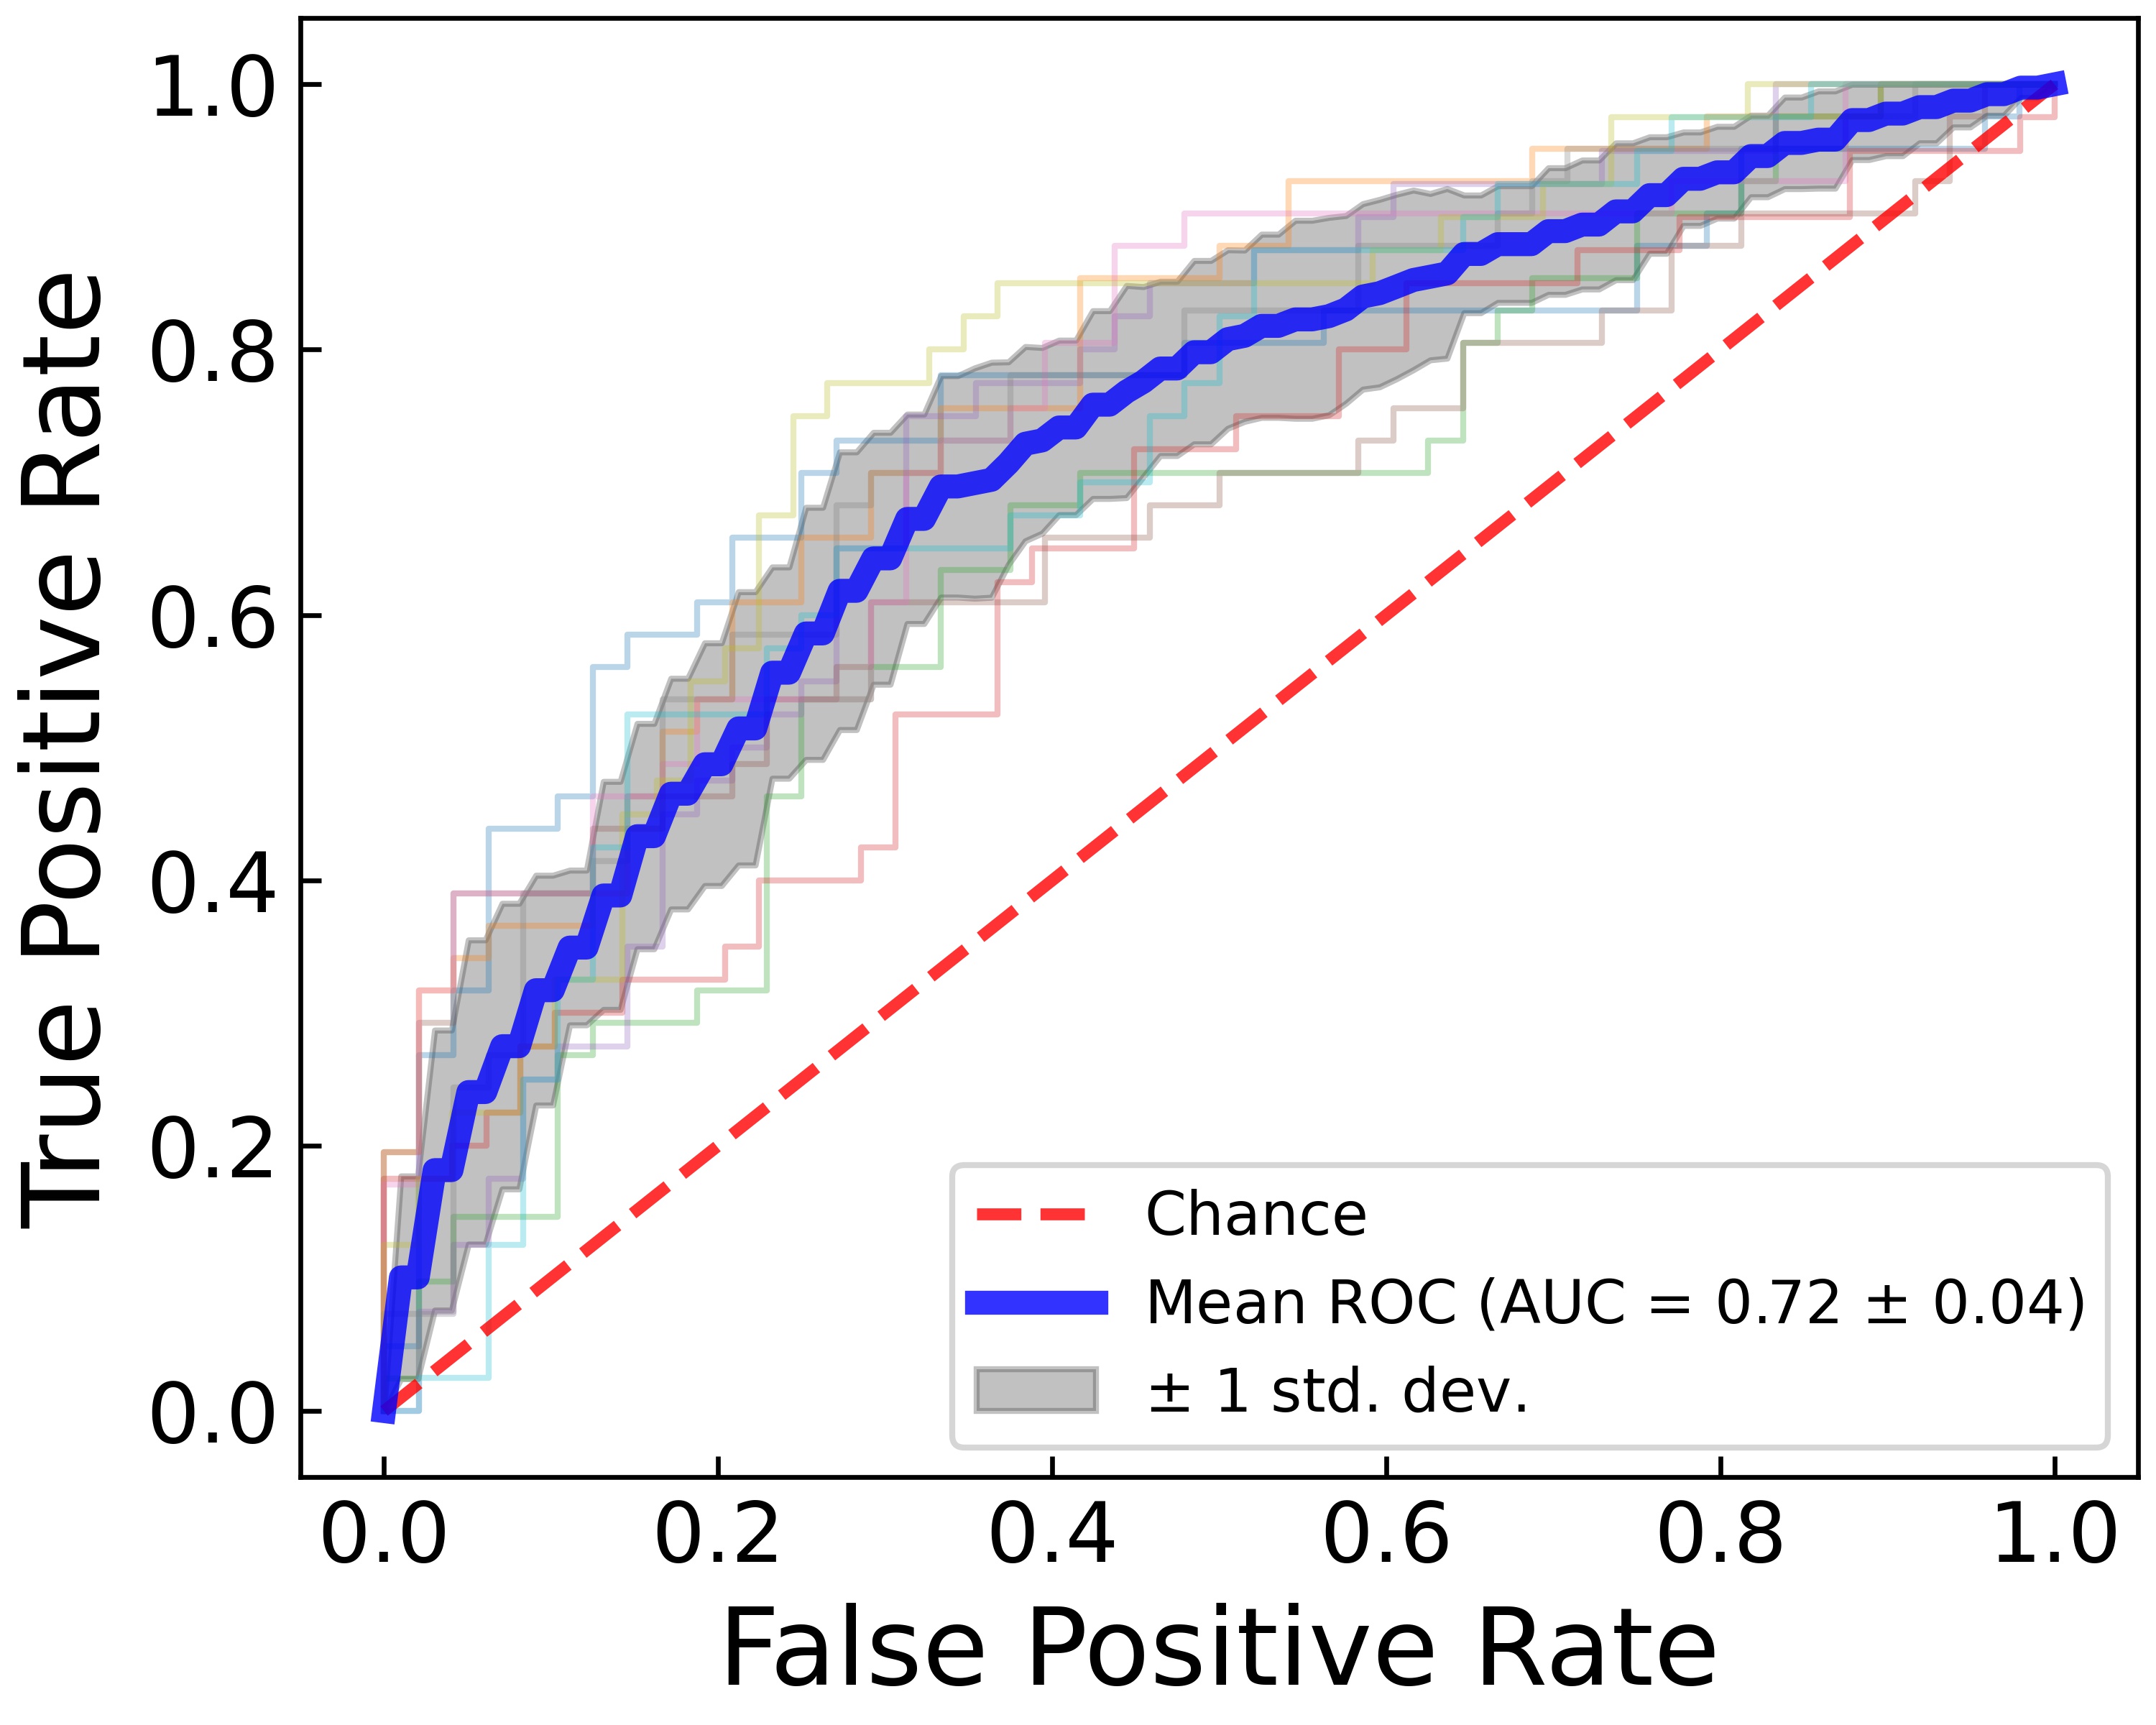 True Positive Rate
1.0
0.8
0.6
0.4
0.2
0.0
Chance
Mean ROC (AUC = 0.72 ± 0.04)
± 1 std. dev.
0.0 0.2 0.4 0.6 0.8 1.0
False Positive Rate